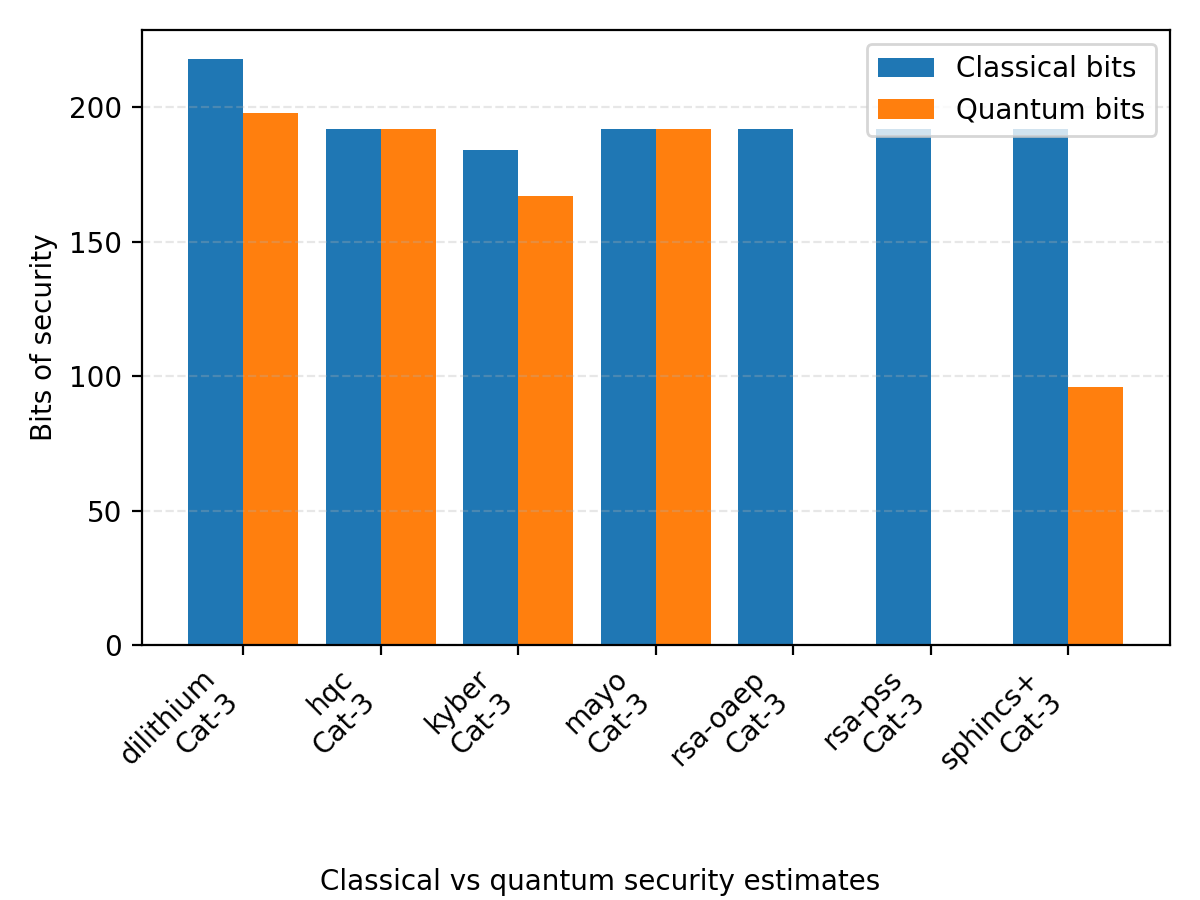 Classical bits
Quantum bits
Bits of security
200
150
100
50
0
dilithium
Cat-3
hqc
Cat-3
kyber
Cat-3
mayo
Cat-3
rsa-oaep
Cat-3
rsa-pss
Cat-3
sphincs+
Cat-3
Classical vs quantum security estimates